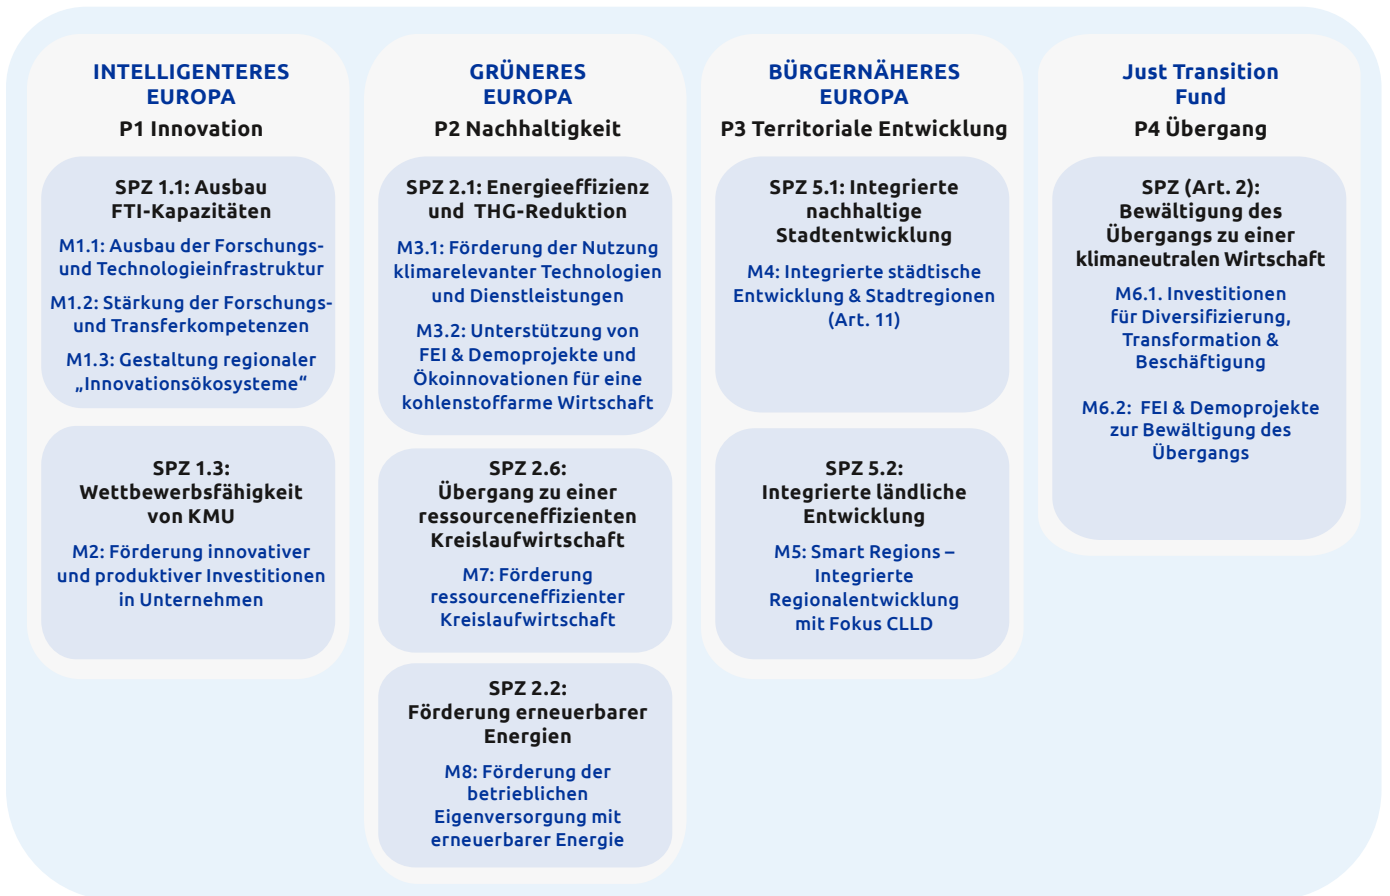 INTELLIGENTERES
EUROPA
P1 Innovation
SPZ 1.1: Ausbau
FTI-Kapazitäten
M1.1: Ausbau der Forschungs-
und Technologieinfrastruktur
M1.2: Stärkung der Forschungs-
und Transferkompetenzen
M1.3: Gestaltung regionaler
„Innovationsökosysteme“
SPZ 1.3:
Wettbewerbsfähigkeit
von KMU
M2: Förderung innovativer
und produktiver Investitionen
in Unternehmen
GRÜNERES
EUROPA
P2 Nachhaltigkeit
SPZ 2.1: Energieeffizienz
und THG-Reduktion
M3.1: Förderung der Nutzung
klimarelevanter Technologien
und Dienstleistungen
M3.2: Unterstützung von
FEI & Demoprojekte und
Ökoinnovationen für eine
kohlenstoffarme Wirtschaft
SPZ 2.6:
Übergang zu einer
ressourceneffizienten
Kreislaufwirtschaft
M7: Förderung
ressourceneffizienter
Kreislaufwirtschaft
SPZ 2.2:
Förderung erneuerbarer
Energien
M8: Förderung der
betrieblichen
Eigenversorgung mit
erneuerbarer Energie
BÜRGERNÄHERES
EUROPA
P3 Territoriale Entwicklung
SPZ 5.1: Integrierte
nachhaltige
Stadtentwicklung
M4: Integrierte städtische
Entwicklung & Stadtregionen
(Art. 11)
SPZ 5.2:
Integrierte ländliche
Entwicklung
M5: Smart Regions –
Integrierte
Regionalentwicklung
mit Fokus CLLD
Just Transition
Fund
P4 Übergang
SPZ (Art. 2):
Bewältigung des
Übergangs zu einer
klimaneutralen Wirtschaft
M6.1. Investitionen
für Diversifizierung,
Transformation &
Beschäftigung
M6.2: FEI & Demoprojekte
zur Bewältigung des
Übergangs